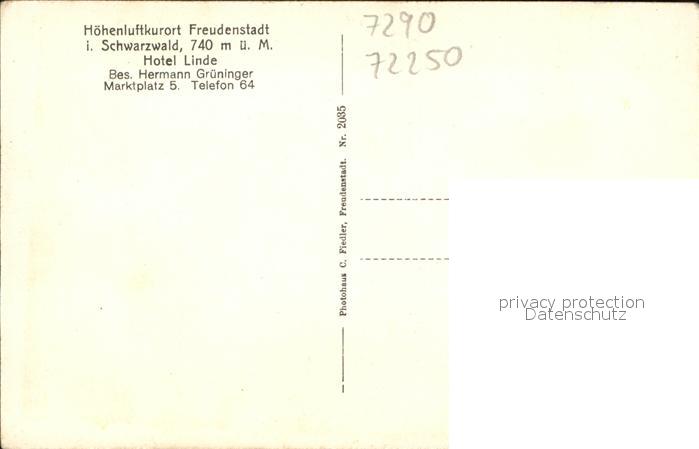 Höhenluftkurort Freudenstadt
i. Schwarzwald, 740 m ü. M.
Hotel Linde
Bes. Hermann Grüninger
Marktplatz 5. Telefon 64
Photohaus C. Fiedler, Freudenstadt. Nr. 2035
7290
72250
privacy protection
Datenschutz